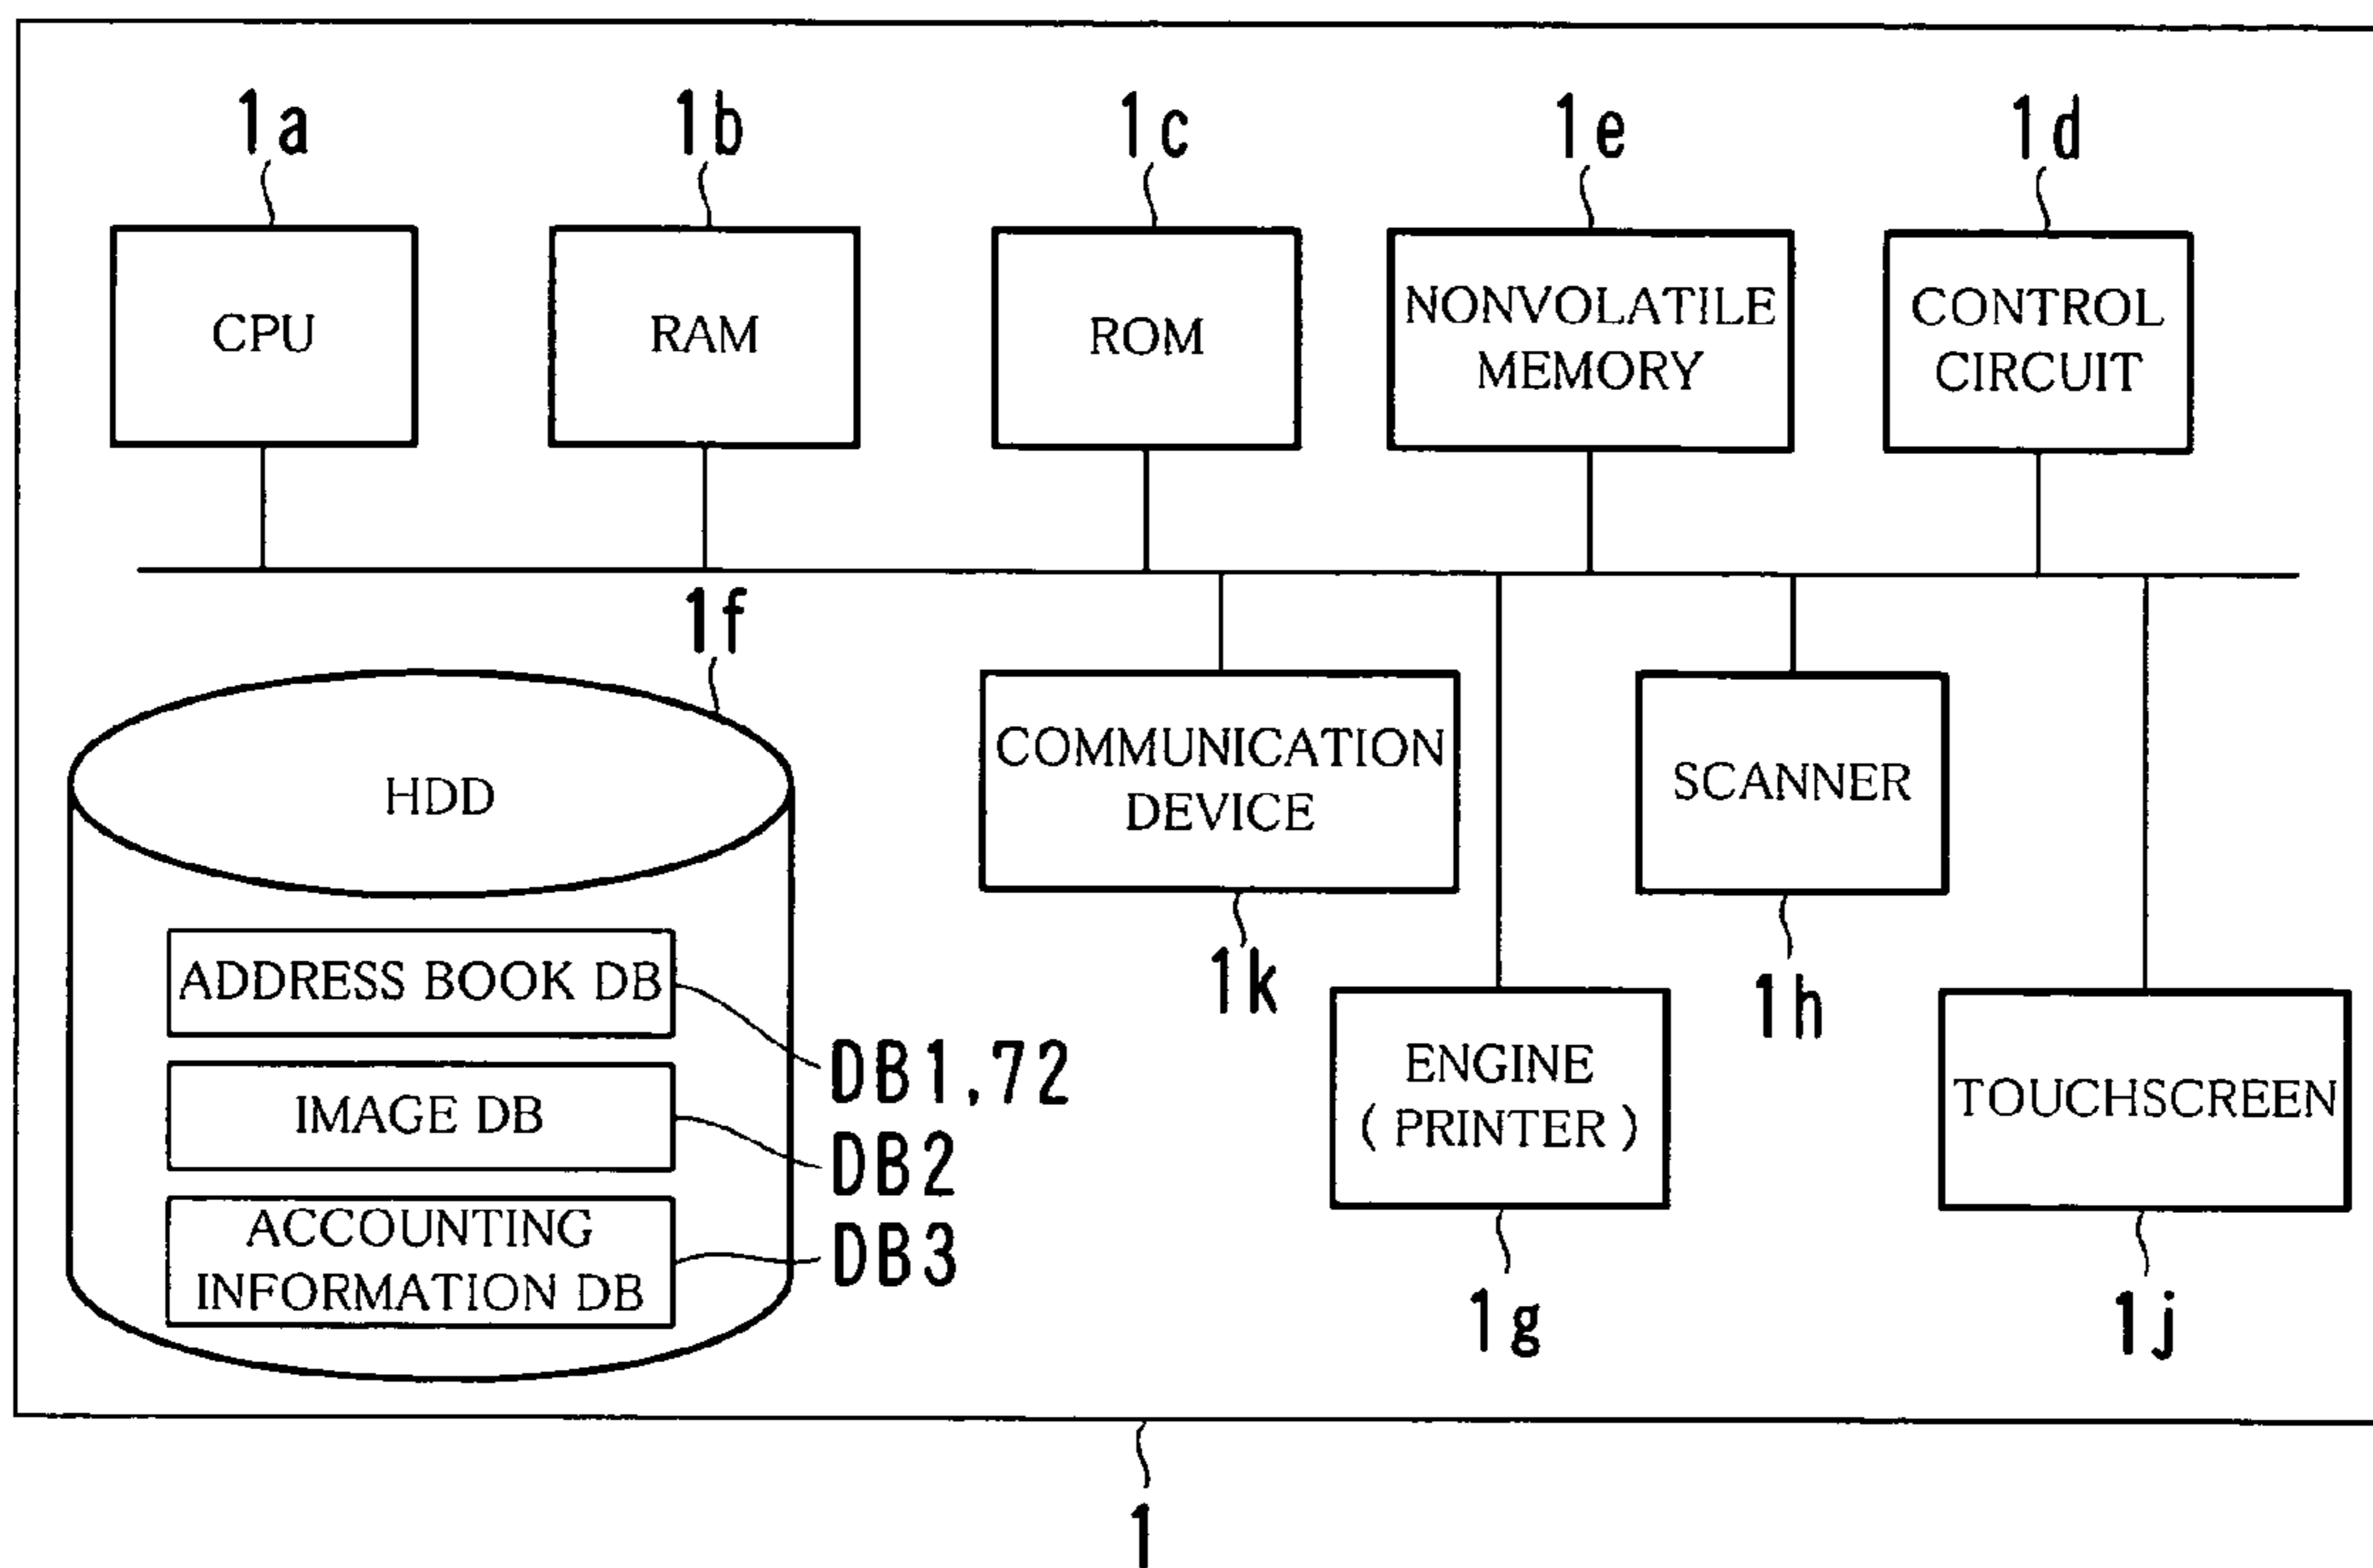 1a
1b
1c
1e
1d
CPU
RAM
ROM
NONVOLATILE
MEMORY
CONTROL
CIRCUIT
1f
HDD
COMMUNICATION
DEVICE
SCANNER
1k
1h
ADDRESS BOOK DB
DB1,72
IMAGE DB
DB2
ACCOUNTING
INFORMATION DB
DB3
ENGINE
( PRINTER )
TOUCHSCREEN
1g
1j
1